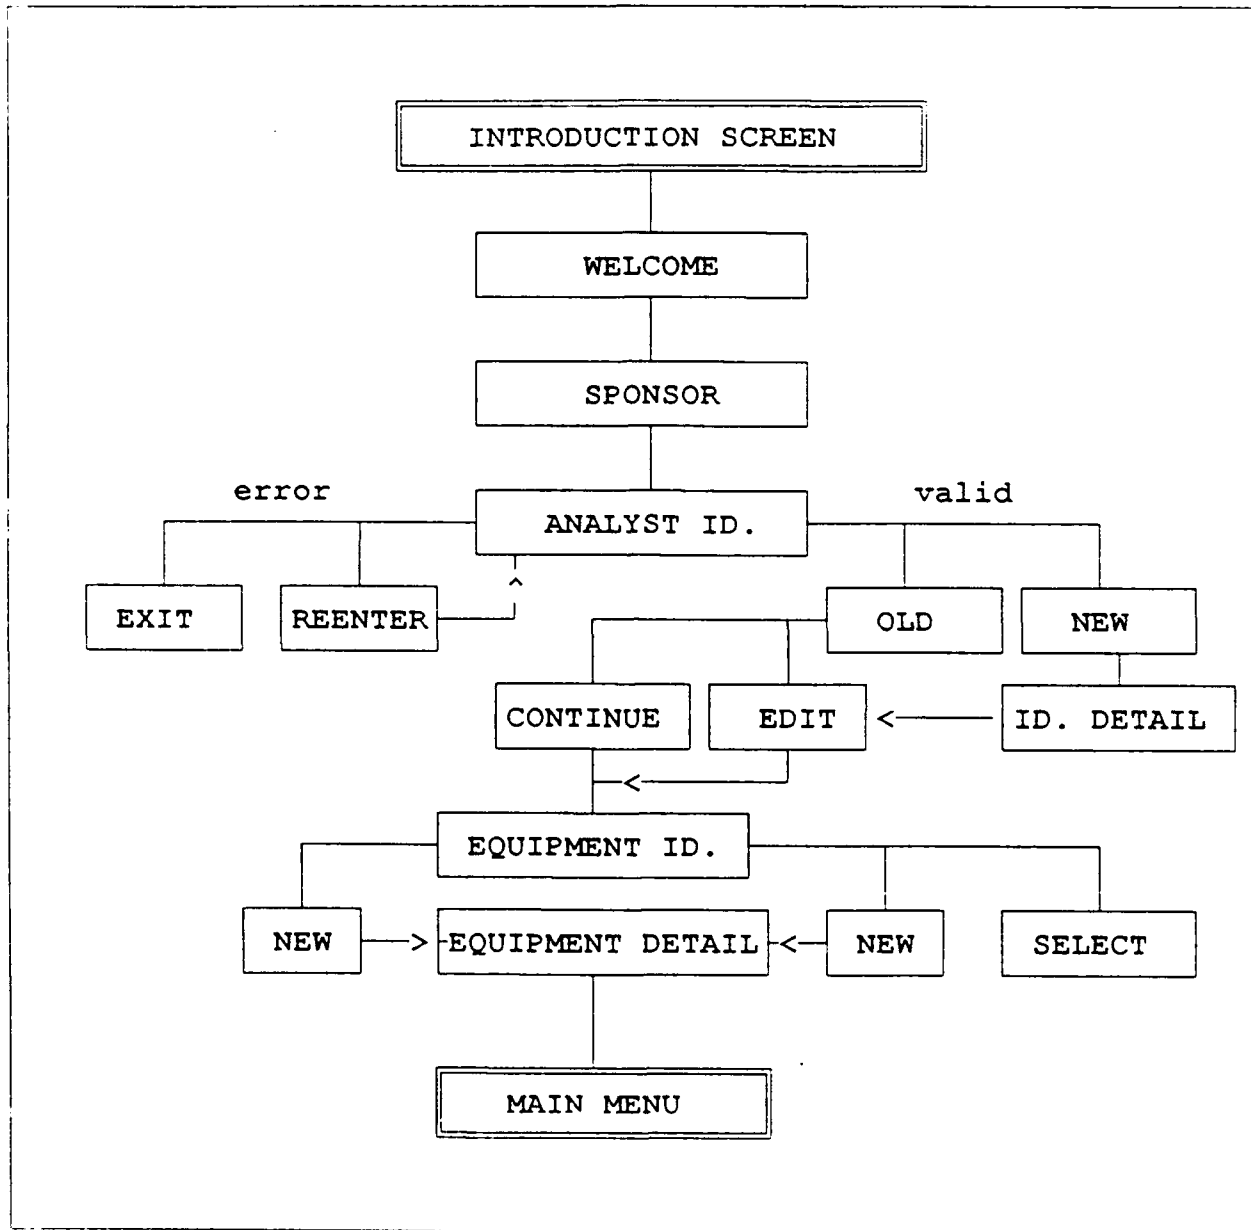 INTRODUCTION SCREEN
WELCOME
SPONSOR
error
valid
ANALYST ID.
EXIT
REENTER
OLD
NEW
CONTINUE
EDIT
ID. DETAIL
EQUIPMENT ID.
NEW
EQUIPMENT DETAIL
NEW
SELECT
MAIN MENU